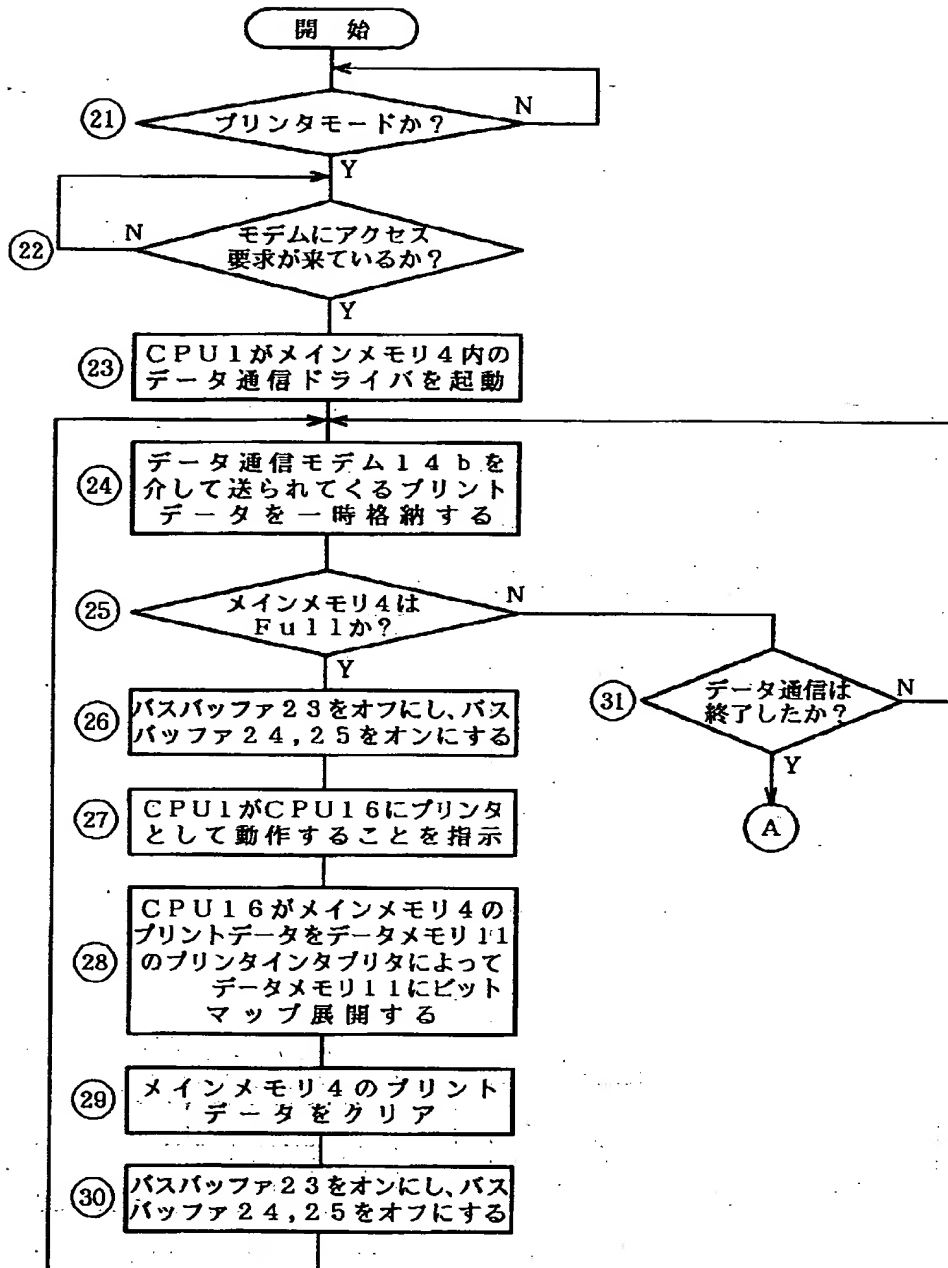 開始
21
プリンタモードか?
N
Y
22
N
モデムにアクセス
要求が来ているか?
Y
23
CPU1がメインメモリ4内の
データ通信ドライバを起動
24
データ通信モデム14bを
介して送られてくるプリント
データを一時格納する
25
メインメモリ4は
Fullか?
N
Y
26
バスバッファ23をオフにし、バス
バッファ24,25をオンにする
31
データ通信は
終了したか?
N
Y
A
27
CPU1がCPU16にプリンタ
として動作することを指示
28
CPU16がメインメモリ4の
プリントデータをデータメモリ11
のプリンタインタプリタによって
データメモリ11にビット
マップ展開する
29
メインメモリ4のプリント
データをクリア
30
バスバッファ23をオンにし、バス
バッファ24,25をオフにする